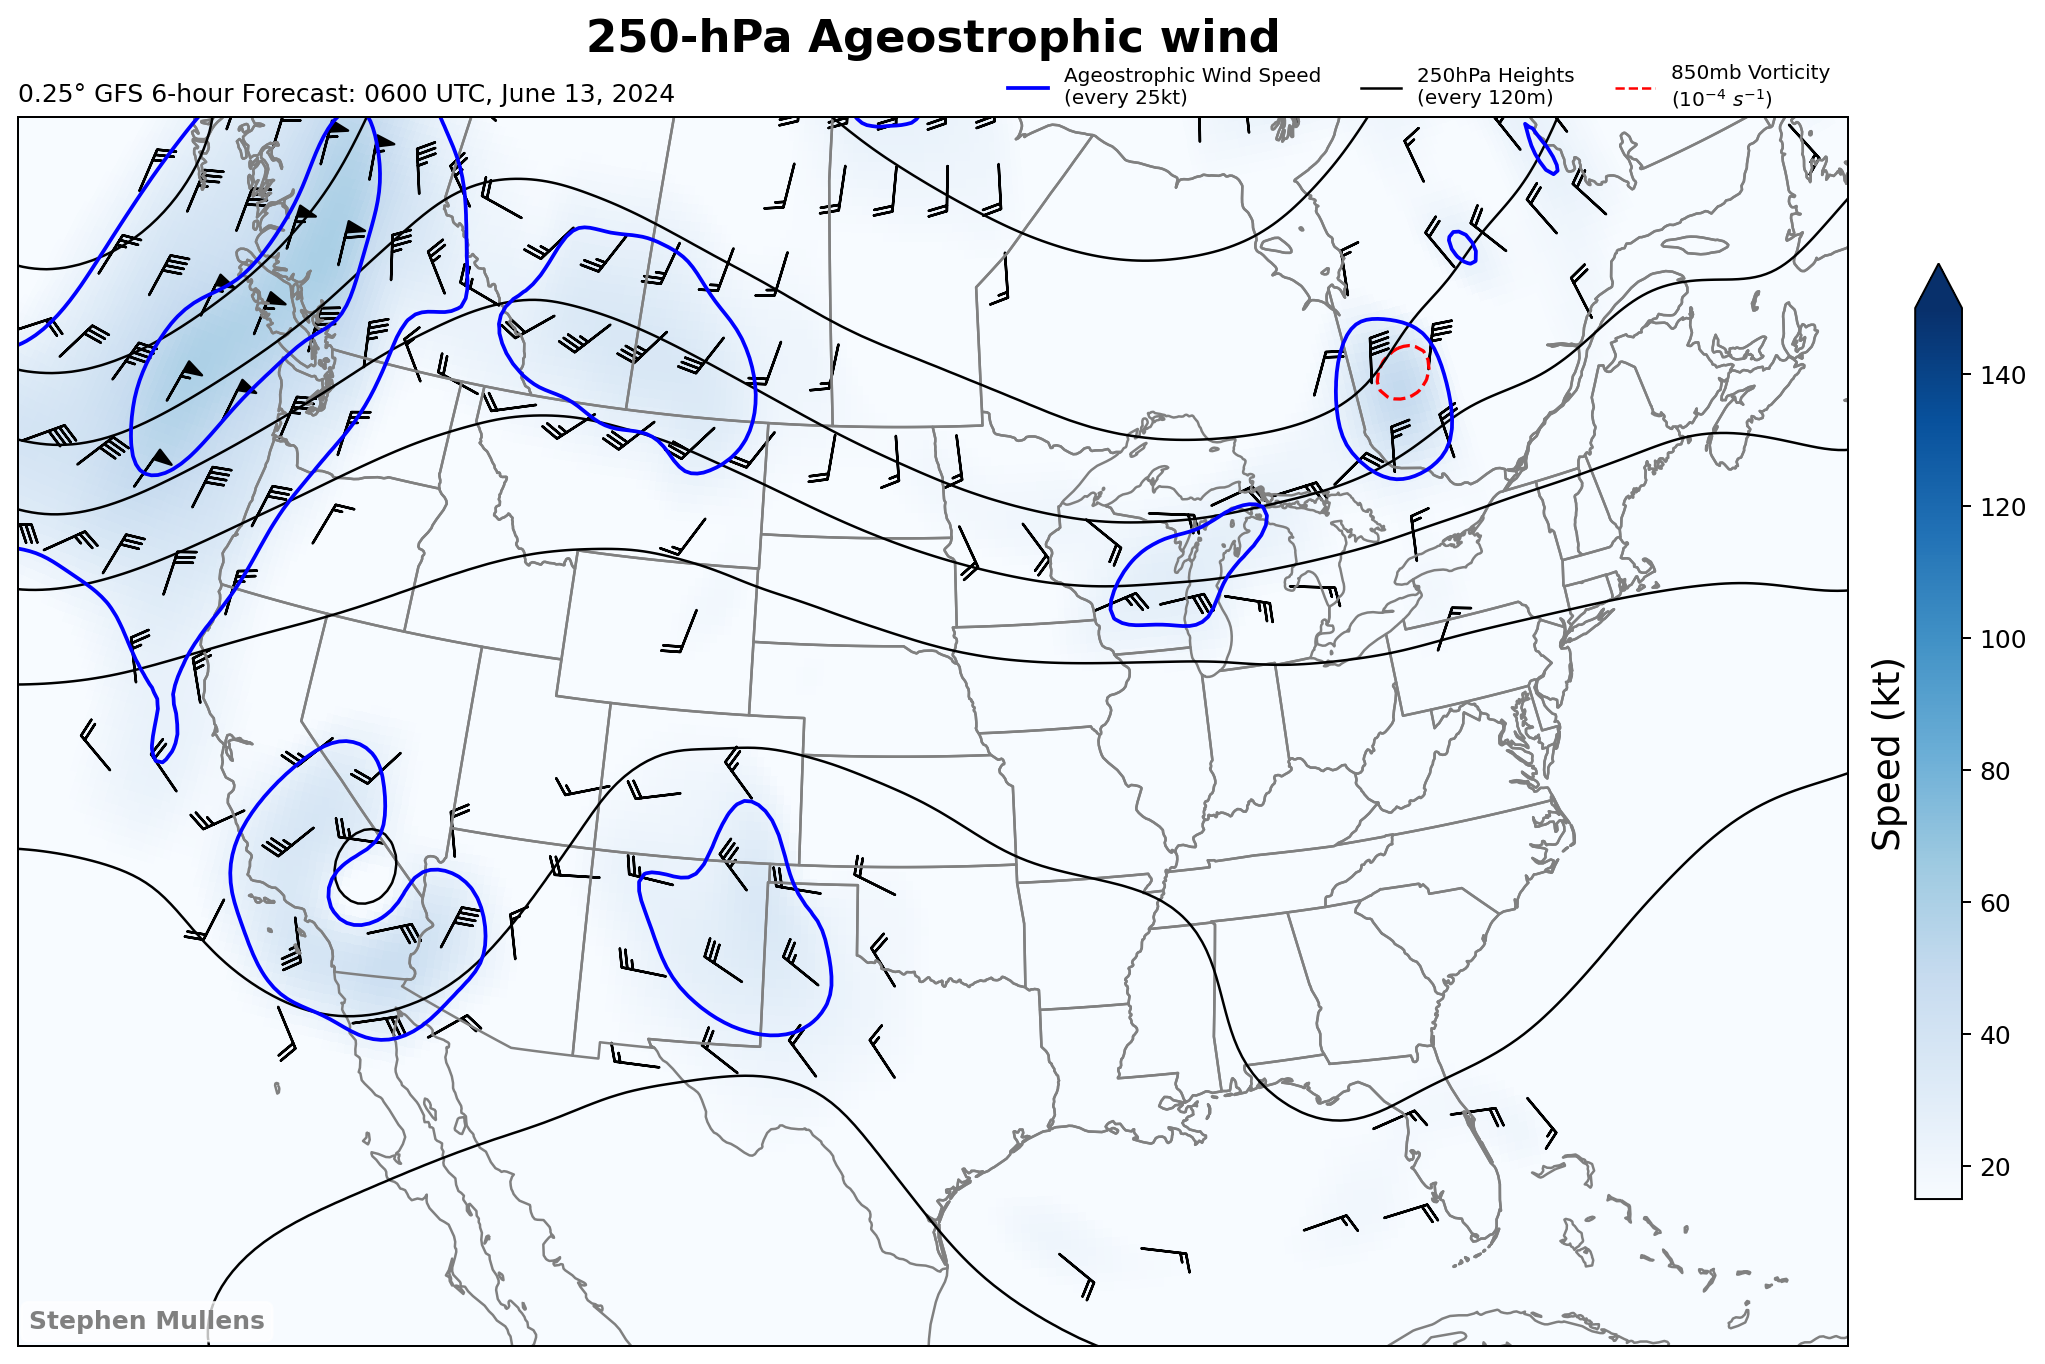 250-hPa Ageostrophic wind
0.25° GFS 6-hour Forecast: 0600 UTC, June 13, 2024
Ageostrophic Wind Speed
(every 25kt)
250hPa Heights
(every 120m)
850mb Vorticity
(10⁻⁴ s⁻¹)
140
120
100
80
60
40
20
Speed (kt)
Stephen Mullens